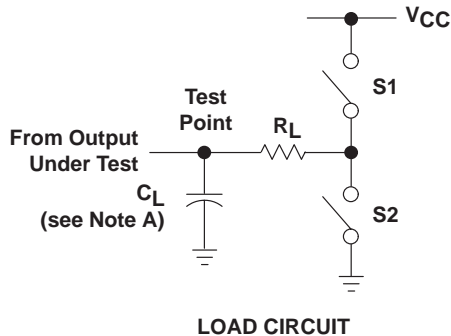 VCC
S1
Test
Point
RL
From Output
Under Test
CL
(see Note A)
S2
LOAD CIRCUIT